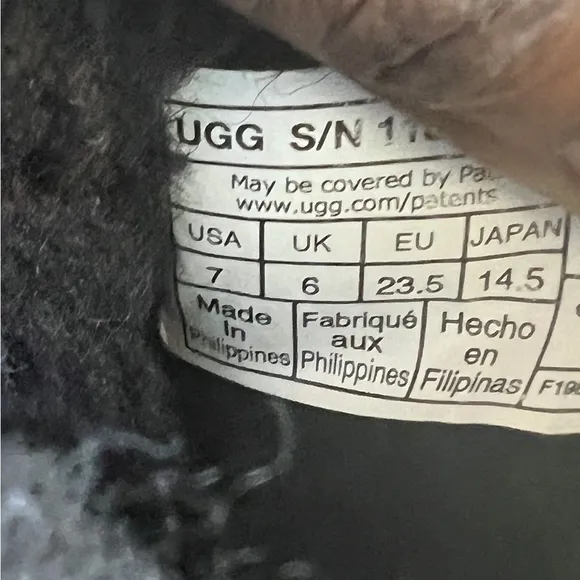 UGG S/N 11
May be covered by
www.ugg.com/patents
USA UK EU JAPAN
7 6 23.5 14.5
Made in Philippines
Fabriqué aux Philippines
Hecho en Filipinas